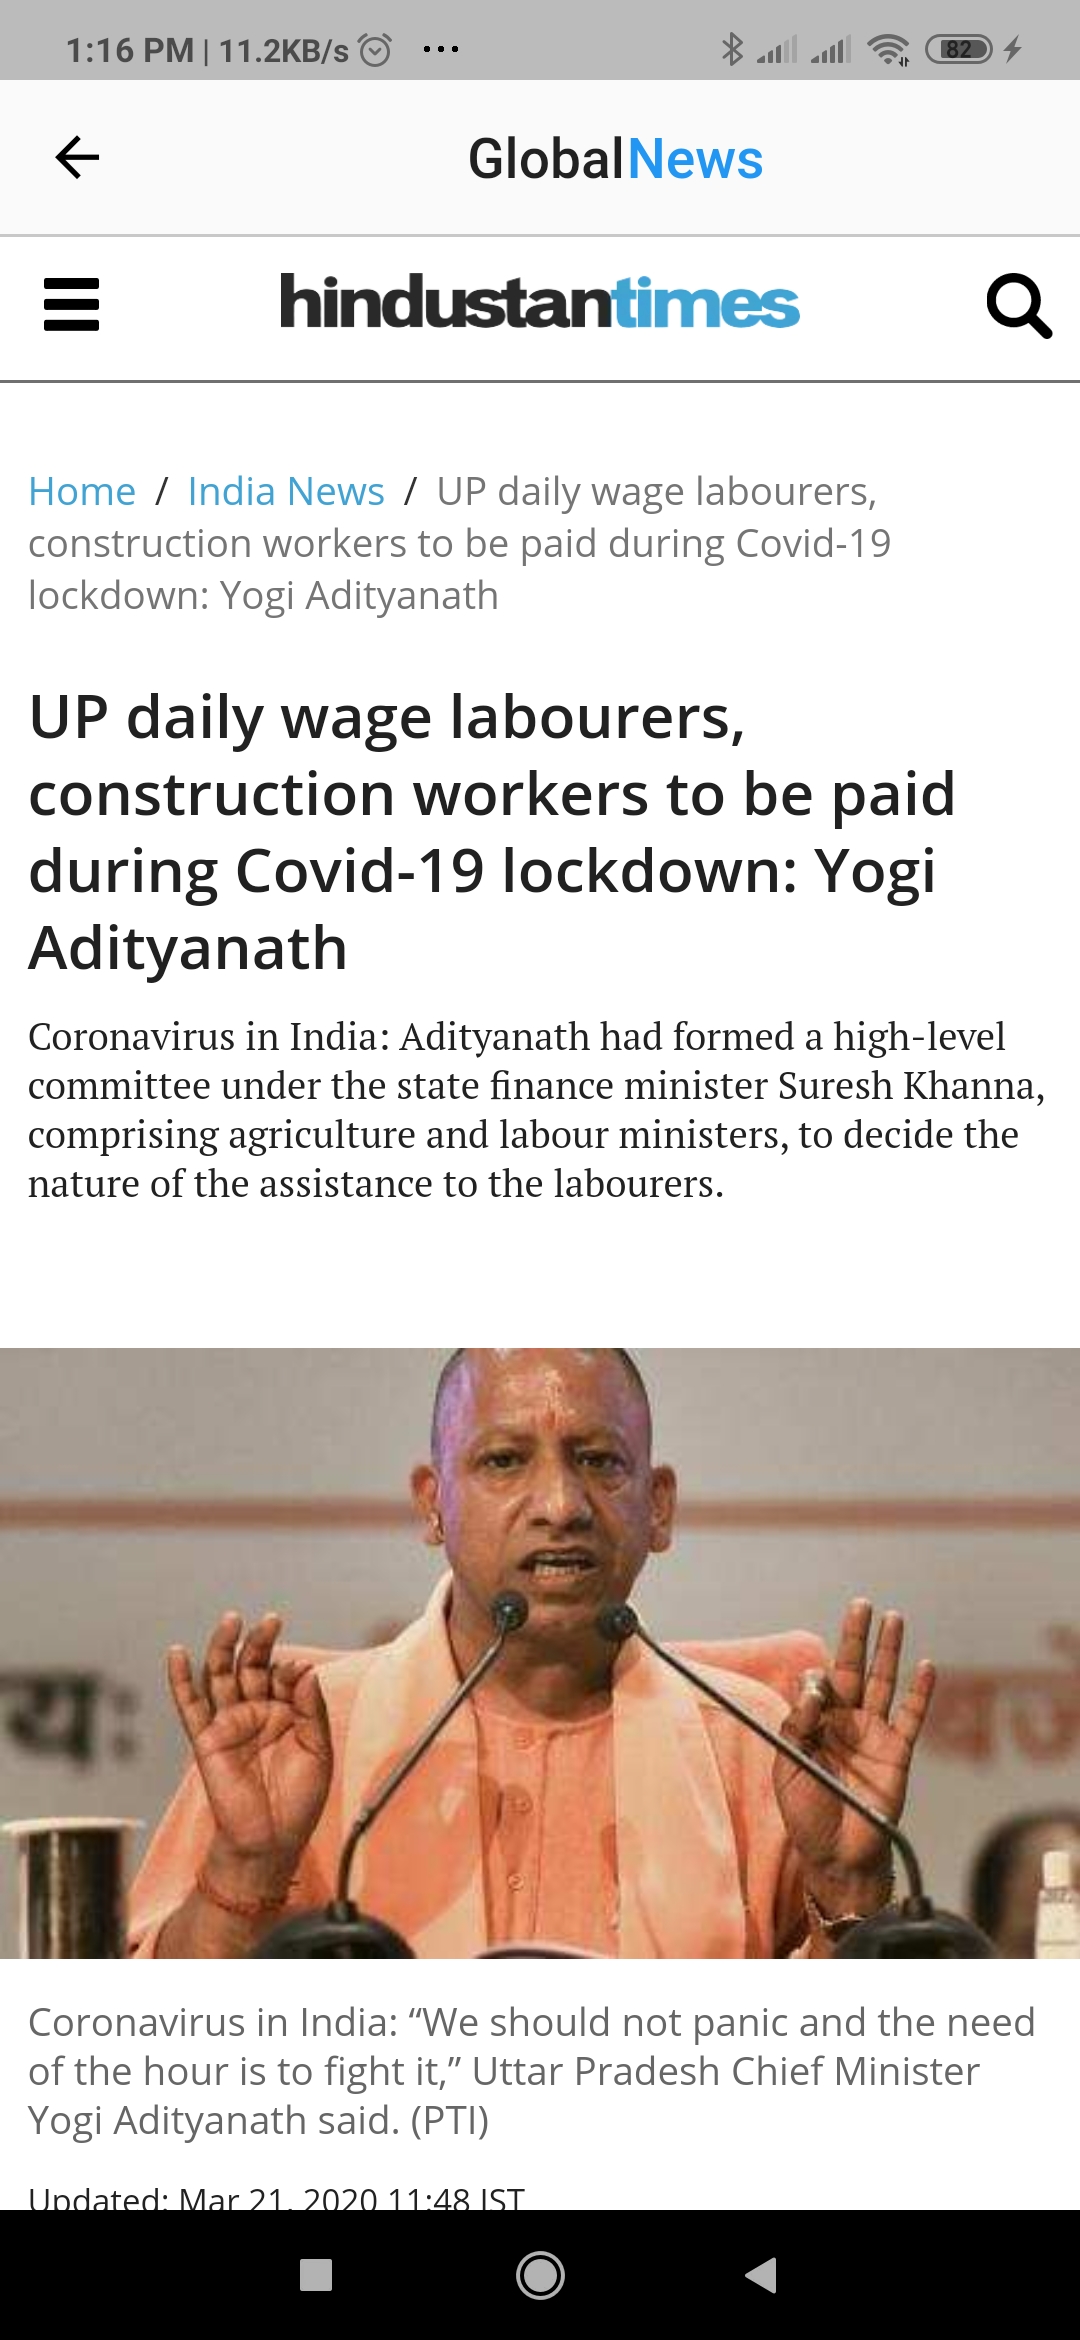 1:16 PM | 11.2KB/s ...
82
GlobalNews
hindustantimes
Home / India News / UP daily wage labourers,
construction workers to be paid during Covid-19
lockdown: Yogi Adityanath
UP daily wage labourers,
construction workers to be paid
during Covid-19 lockdown: Yogi
Adityanath
Coronavirus in India: Adityanath had formed a high-level
committee under the state finance minister Suresh Khanna,
comprising agriculture and labour ministers, to decide the
nature of the assistance to the labourers.
यः
Coronavirus in India: “We should not panic and the need
of the hour is to fight it,” Uttar Pradesh Chief Minister
Yogi Adityanath said. (PTI)
Updated: Mar 21, 2020 11:48 IST